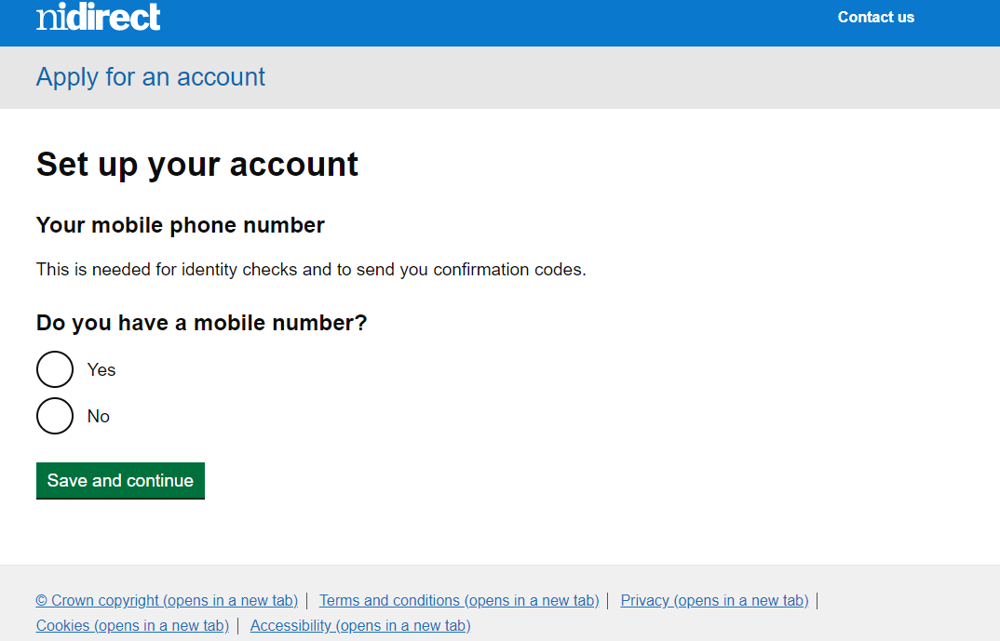 nidirect
Contact us
Apply for an account
Set up your account
Your mobile phone number
This is needed for identity checks and to send you confirmation codes.
Do you have a mobile number?
Yes
No
Save and continue
© Crown copyright (opens in a new tab) | Terms and conditions (opens in a new tab) | Privacy (opens in a new tab) |
Cookies (opens in a new tab) | Accessibility (opens in a new tab)